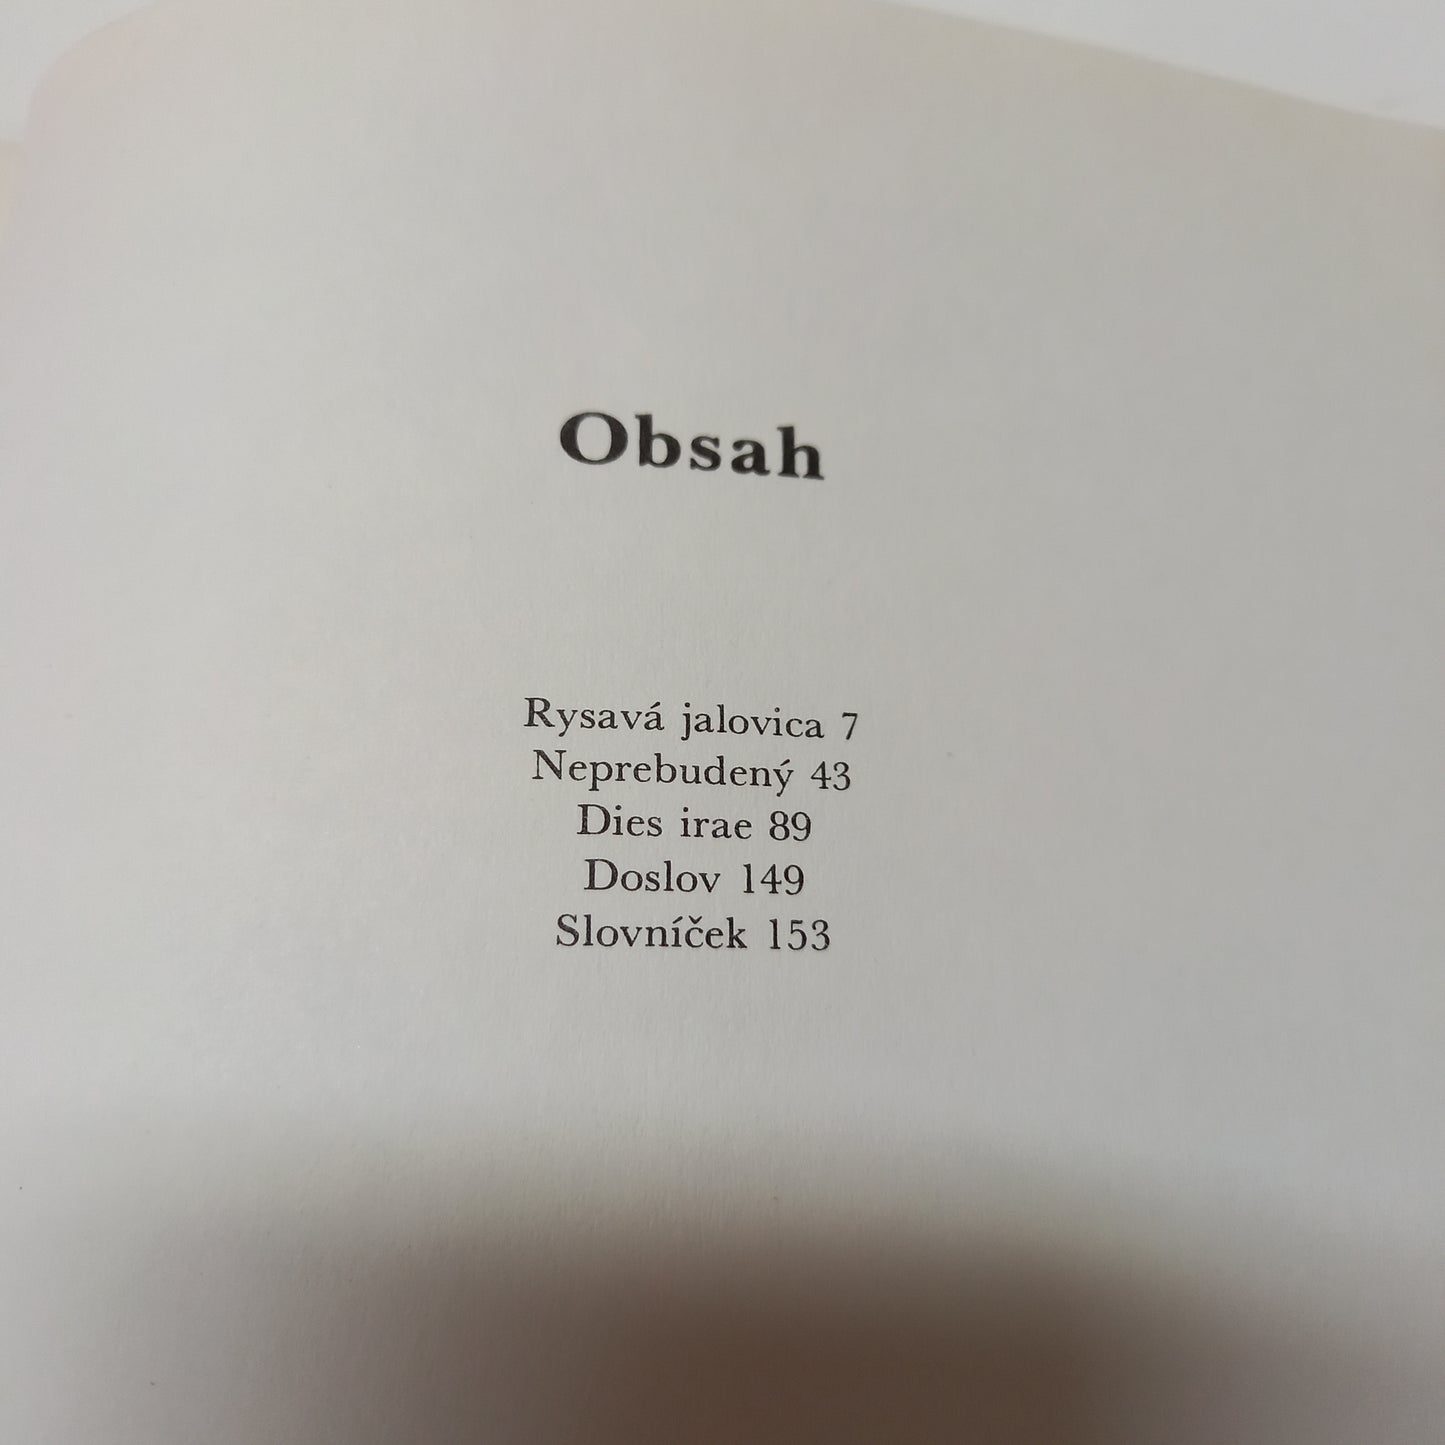 Obsah
Rysavá jalovica 7
Neprebudený 43
Dies irae 89
Doslov 149
Slovníček 153